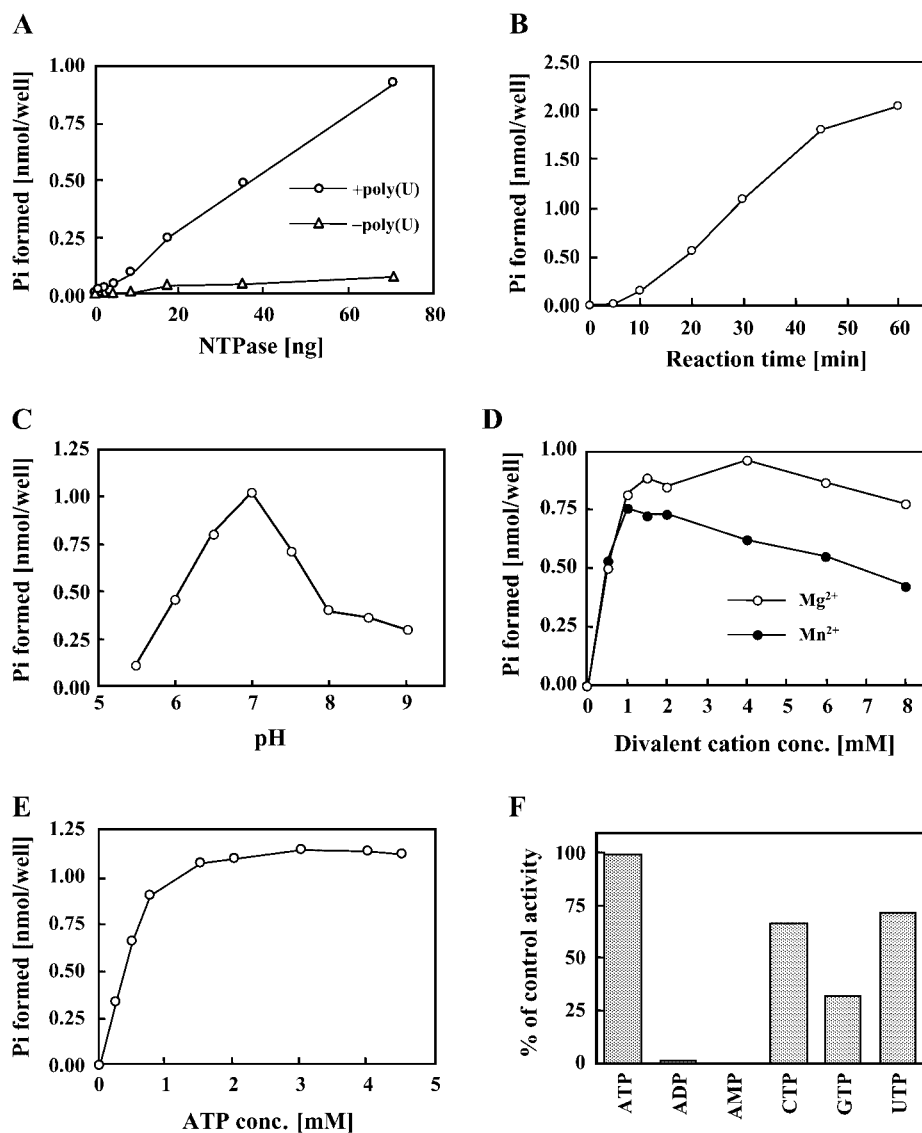 A
Pi formed [nmol/well]
1.00
0.75
0.50
0.25
0.00
+poly(U)
–poly(U)
0 20 40 60 80
NTPase [ng]
B
Pi formed [nmol/well]
2.50
2.00
1.50
1.00
0.50
0.00
0 10 20 30 40 50 60
Reaction time [min]
C
Pi formed [nmol/well]
1.25
1.00
0.75
0.50
0.25
0.00
5 6 7 8 9
pH
D
Pi formed [nmol/well]
1.00
0.75
0.50
0.25
0.00
Mg²⁺
Mn²⁺
0 1 2 3 4 5 6 7 8
Divalent cation conc. [mM]
E
Pi formed [nmol/well]
1.25
1.00
0.75
0.50
0.25
0.00
0 1 2 3 4 5
ATP conc. [mM]
F
% of control activity
100
75
50
25
0
ATP ADP AMP CTP GTP UTP